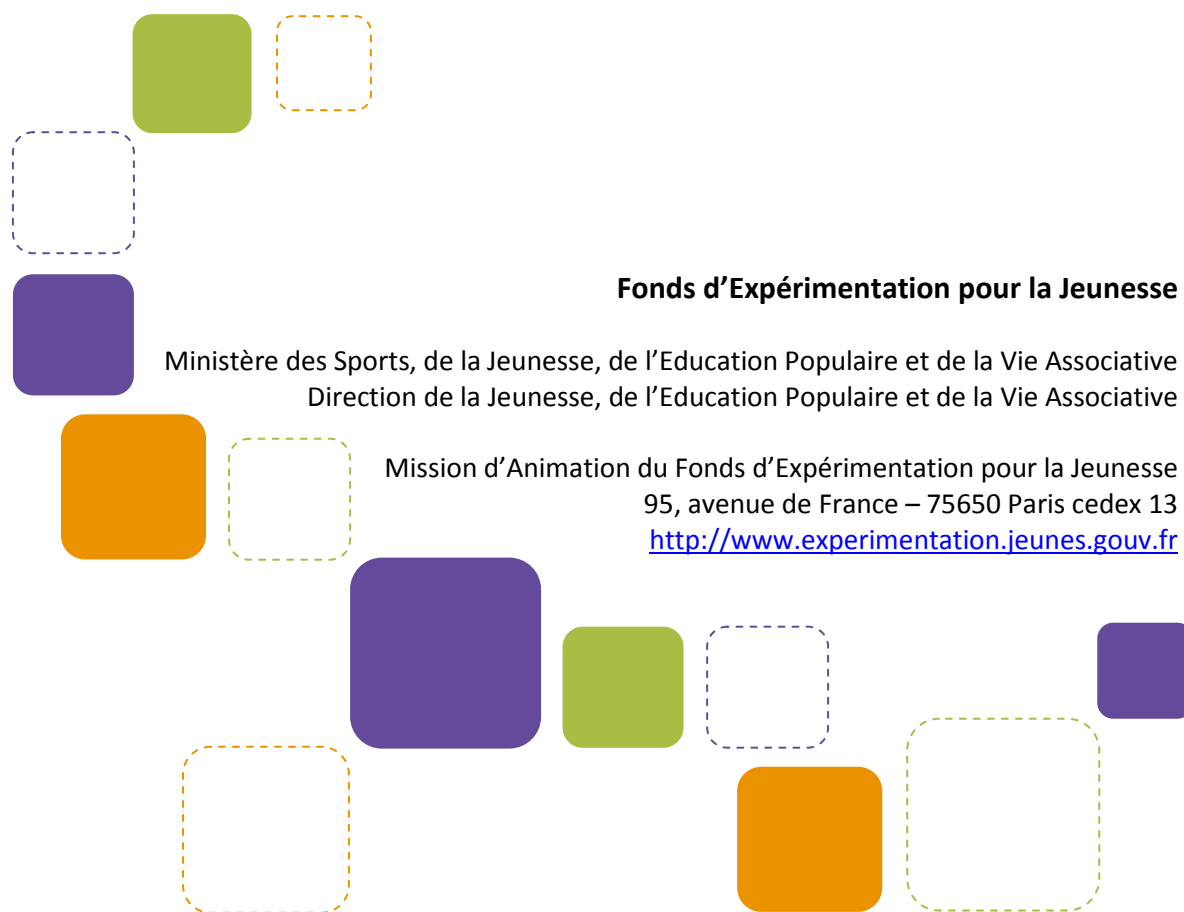 Fonds d’Expérimentation pour la Jeunesse
Ministère des Sports, de la Jeunesse, de l’Education Populaire et de la Vie Associative
Direction de la Jeunesse, de l’Education Populaire et de la Vie Associative
Mission d’Animation du Fonds d’Expérimentation pour la Jeunesse
95, avenue de France – 75650 Paris cedex 13
http://www.experimentation.jeunes.gouv.fr